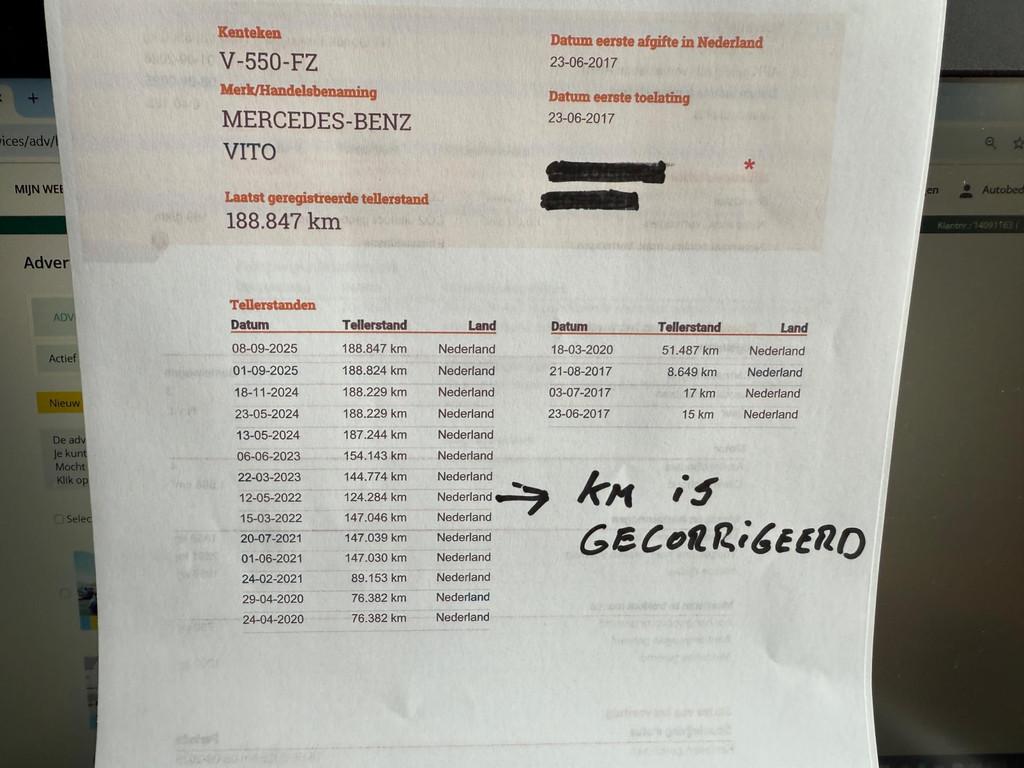 Kenteken
V-550-FZ
Merk/Handelsbenaming
MERCEDES-BENZ
VITO
Laatst geregistreerde tellerstand
188.847 km
Datum eerste afgifte in Nederland
23-06-2017
Datum eerste toelating
23-06-2017
*
Tellerstanden
Datum Tellerstand Land
08-09-2025 188.847 km Nederland
01-09-2025 188.824 km Nederland
18-11-2024 188.229 km Nederland
23-05-2024 188.229 km Nederland
13-05-2024 187.244 km Nederland
06-06-2023 154.143 km Nederland
22-03-2023 144.774 km Nederland
12-05-2022 124.284 km Nederland
15-03-2022 147.046 km Nederland
20-07-2021 147.039 km Nederland
01-06-2021 147.030 km Nederland
24-02-2021 89.153 km Nederland
29-04-2020 76.382 km Nederland
24-04-2020 76.382 km Nederland
Datum Tellerstand Land
18-03-2020 51.487 km Nederland
21-08-2017 8.649 km Nederland
03-07-2017 17 km Nederland
23-06-2017 15 km Nederland
KM iS
GECORRiGEERD
+
ices/adv/
MIJN WEE
Adver
ADV
Actief
Nieuw
De adv
Je kunt
Mocht
Klik op
Selec
en
Autobed
Klantnr.: 14091163